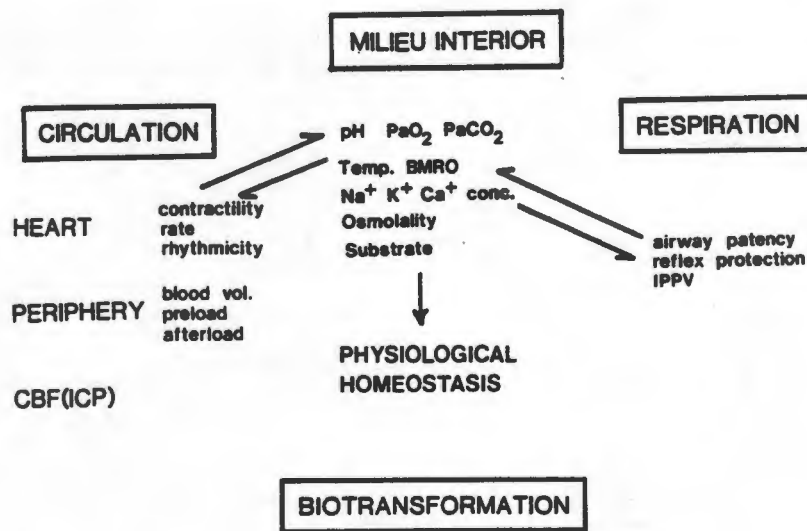 MILIEU INTERIOR
CIRCULATION
RESPIRATION
pH PaO₂ PaCO₂
Temp. BMRO
Na⁺ K⁺ Ca⁺ conc.
Osmolality
Substrate
HEART
contractility
rate
rhythmicity
airway patency
reflex protection
IPPV
PERIPHERY
blood vol.
preload
afterload
PHYSIOLOGICAL
HOMEOSTASIS
CBF(ICP)
BIOTRANSFORMATION